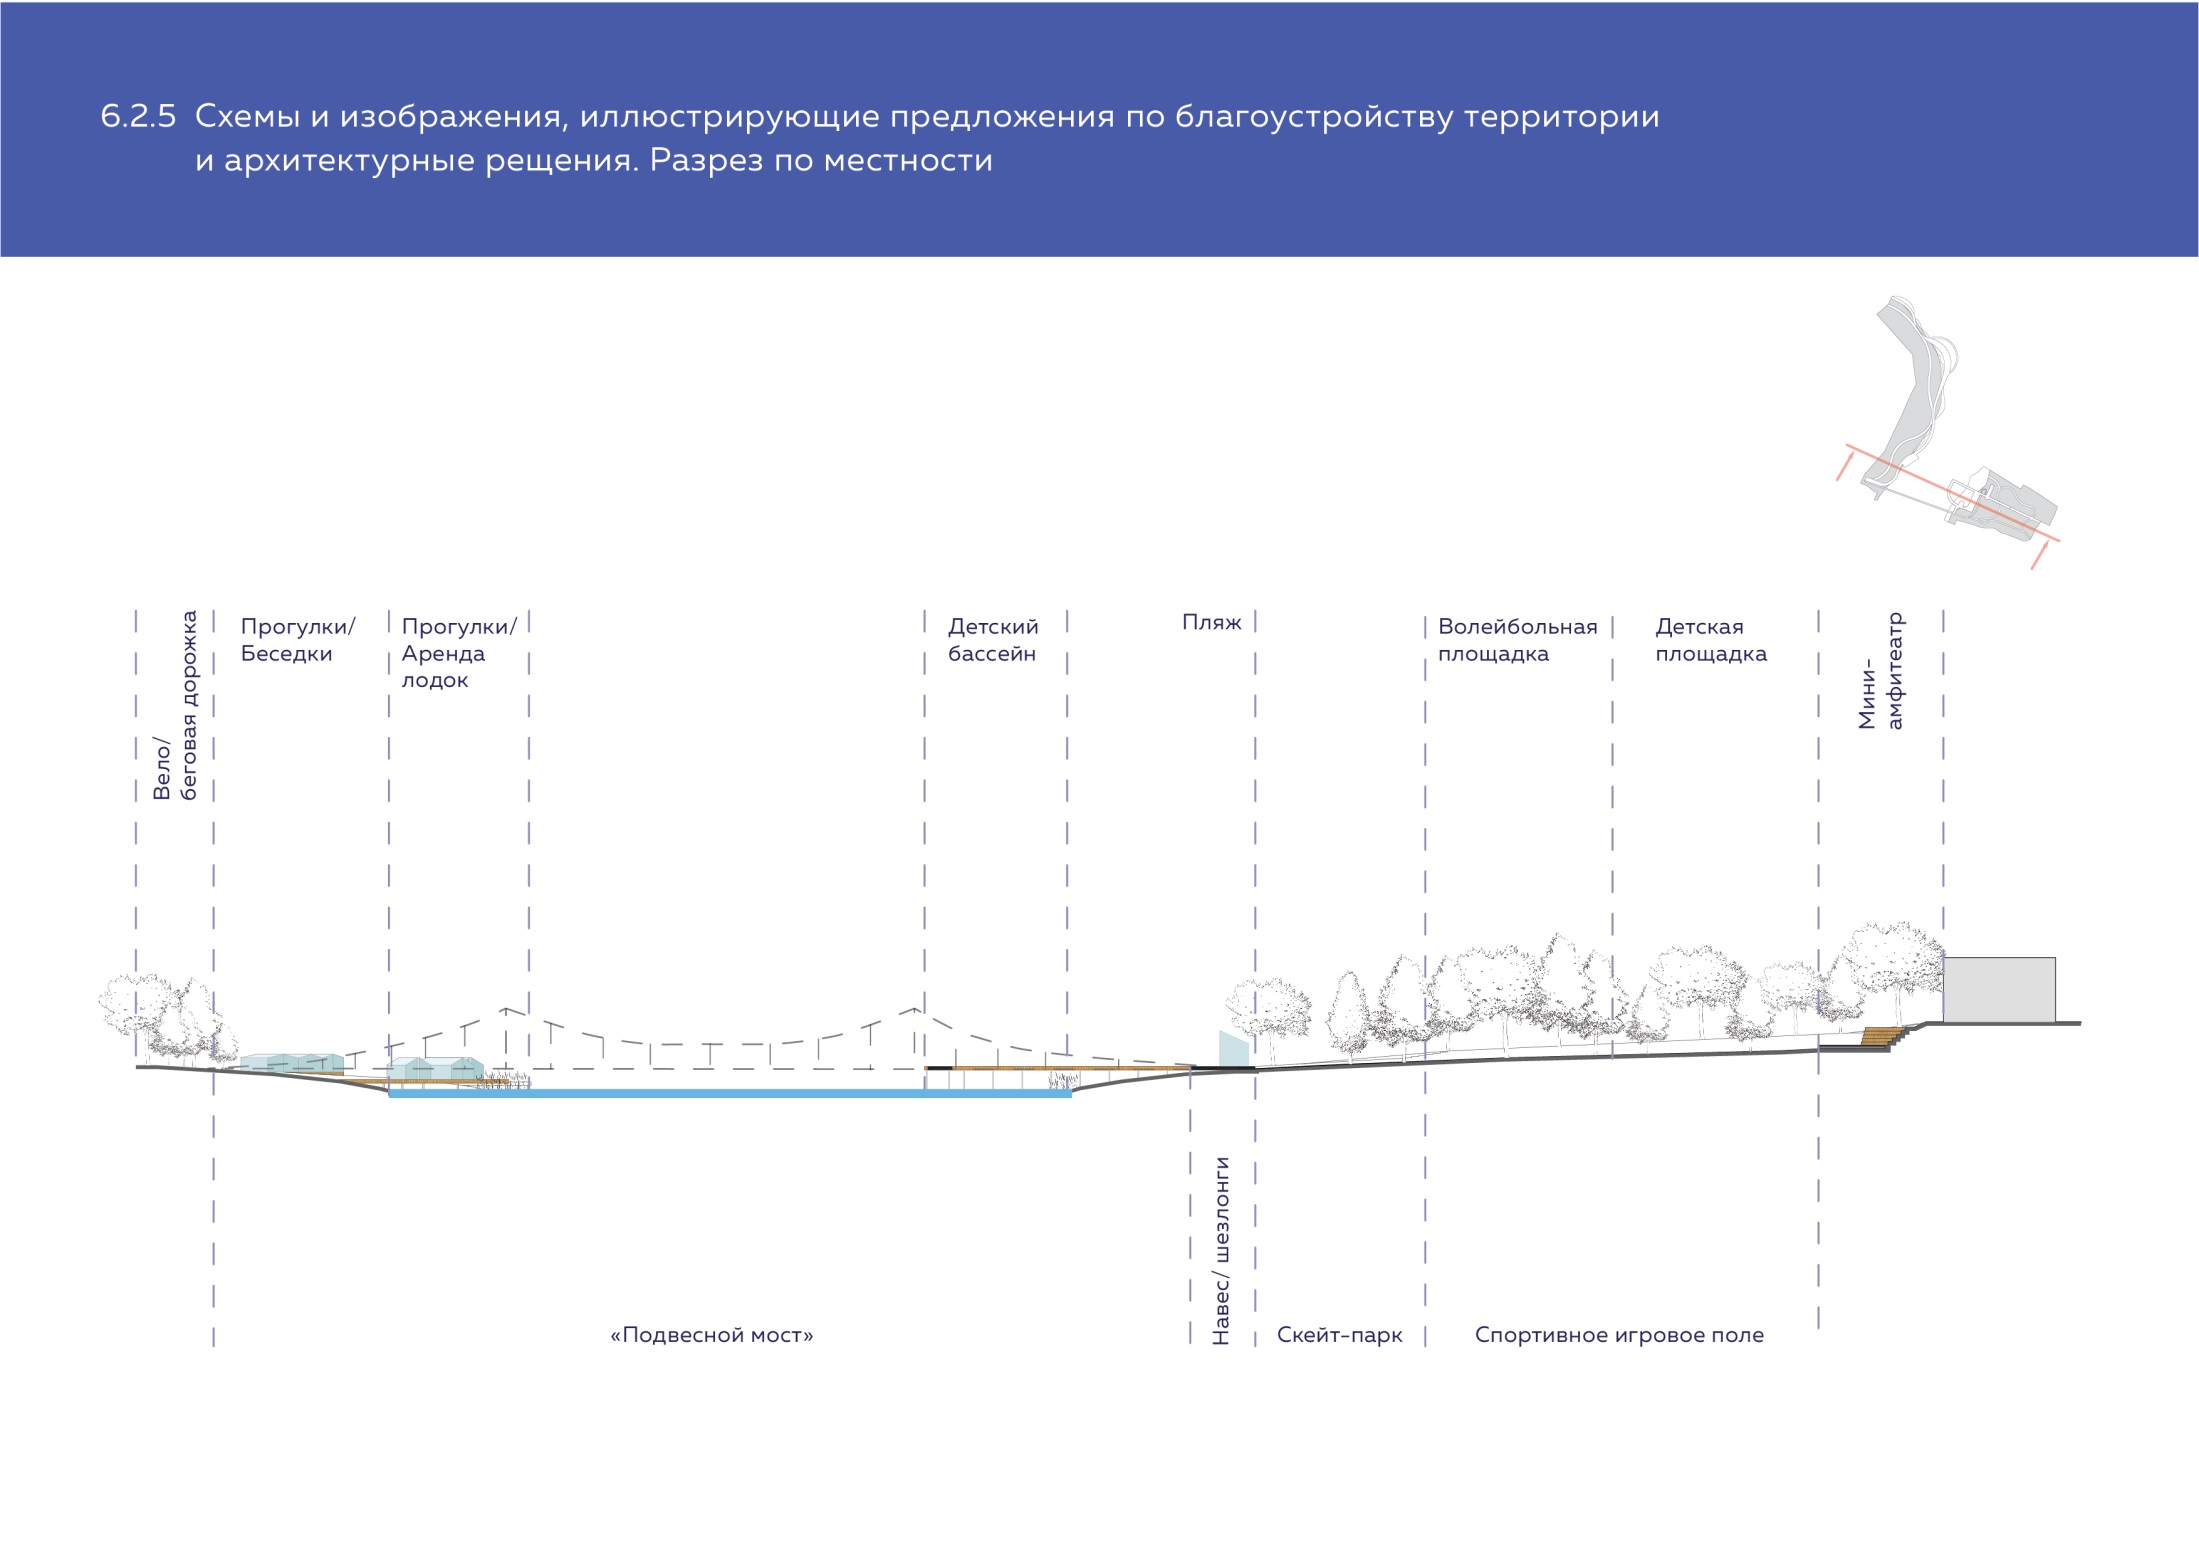 6.2.5 Схемы и изображения, иллюстрирующие предложения по благоустройству территории
и архитектурные рещения. Разрез по местности
Вело/
беговая дорожка
Прогулки/
Беседки
Прогулки/
Аренда
лодок
Детский
бассейн
Пляж
Волейбольная
площадка
Детская
площадка
Мини-
амфитеатр
«Подвесной мост»
Навес/ шезлонги
Скейт-парк
Спортивное игровое поле